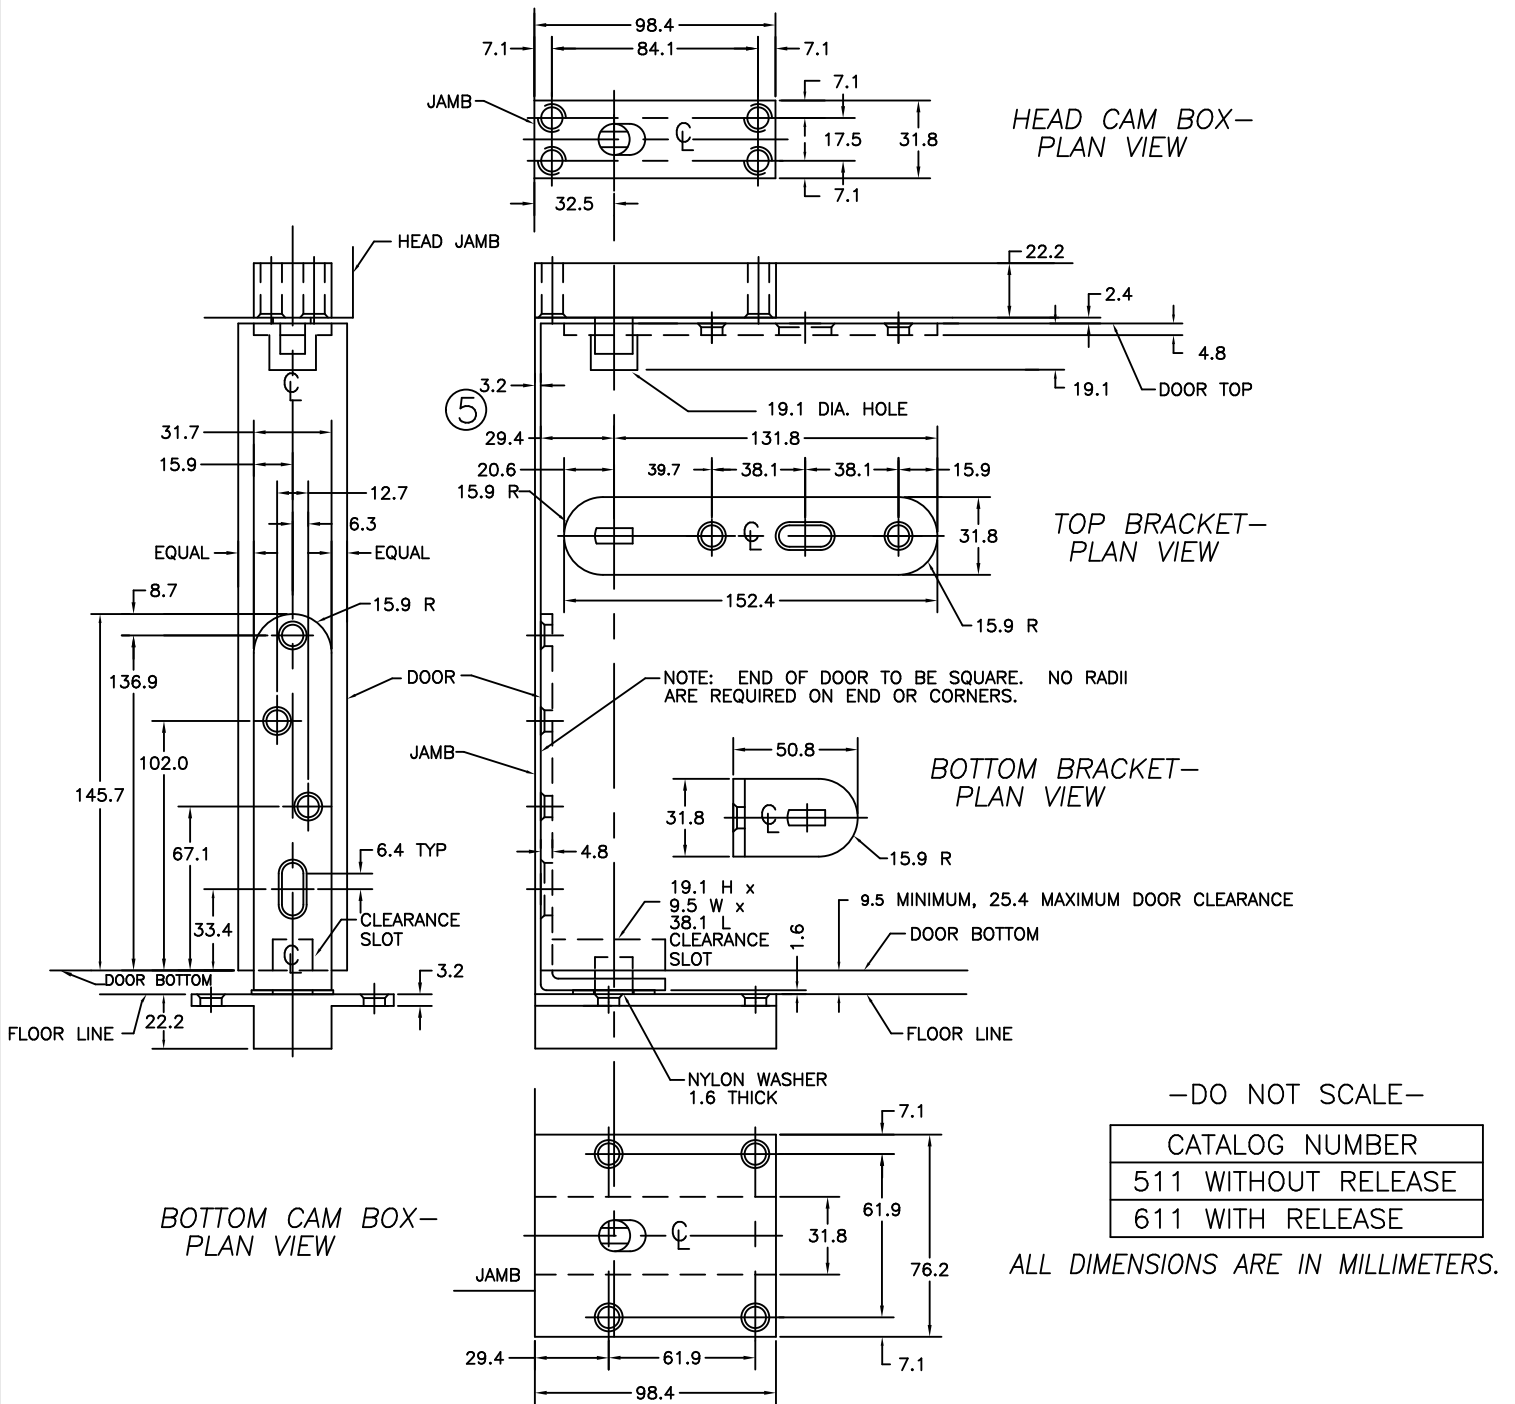 98.4
7.1
84.1
7.1
7.1
JAMB
17.5
31.8
HEAD CAM BOX-
PLAN VIEW
7.1
32.5
HEAD JAMB
22.2
2.4
4.8
C
L
3.2
19.1
DOOR TOP
5
19.1 DIA. HOLE
31.7
29.4
131.8
15.9
20.6
39.7
38.1
38.1
15.9
12.7
15.9 R
6.3
TOP BRACKET-
PLAN VIEW
31.8
EQUAL
EQUAL
C
L
8.7
15.9 R
152.4
15.9 R
136.9
DOOR
NOTE: END OF DOOR TO BE SQUARE. NO RADII
ARE REQUIRED ON END OR CORNERS.
JAMB
50.8
102.0
BOTTOM BRACKET-
PLAN VIEW
145.7
31.8
C
L
67.1
6.4 TYP
4.8
15.9 R
19.1 H x
9.5 W x
38.1 L
CLEARANCE
SLOT
9.5 MINIMUM, 25.4 MAXIMUM DOOR CLEARANCE
33.4
CLEARANCE
SLOT
1.6
DOOR BOTTOM
C
L
DOOR BOTTOM
3.2
22.2
FLOOR LINE
FLOOR LINE
NYLON WASHER
1.6 THICK
-DO NOT SCALE-
7.1
CATALOG NUMBER
511 WITHOUT RELEASE
611 WITH RELEASE
61.9
BOTTOM CAM BOX-
PLAN VIEW
C
L
31.8
ALL DIMENSIONS ARE IN MILLIMETERS.
76.2
JAMB
29.4
61.9
7.1
98.4
C
L